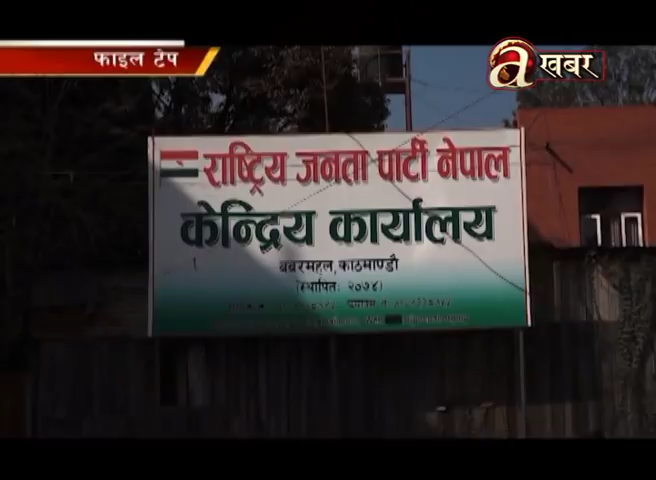 फाइल टेप
a खबर
राष्ट्रिय जनता पार्टी नेपाल
केन्द्रिय कार्यालय
बबरमहल, काठमाण्डौ
(स्थापितः २०७४)